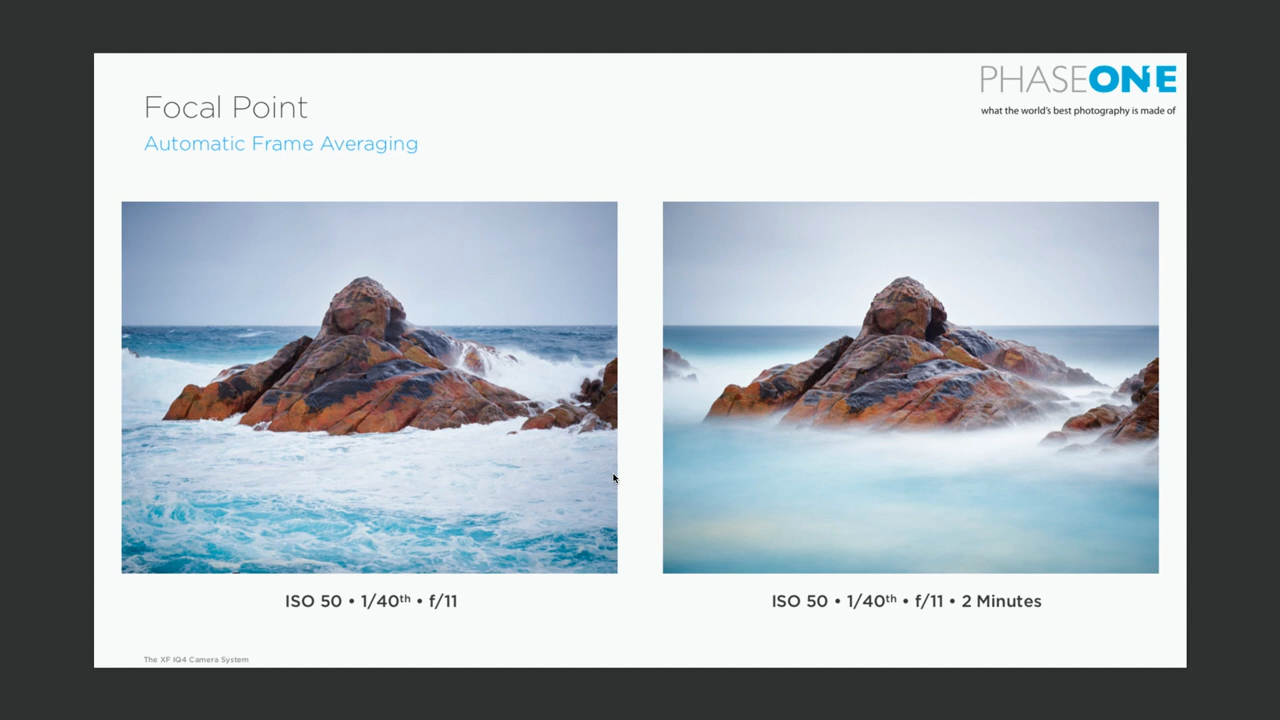 PHASEONE
what the world's best photography is made of
Focal Point
Automatic Frame Averaging
ISO 50 • 1/40th • f/11
ISO 50 • 1/40th • f/11 • 2 Minutes
The XF IQ4 Camera System